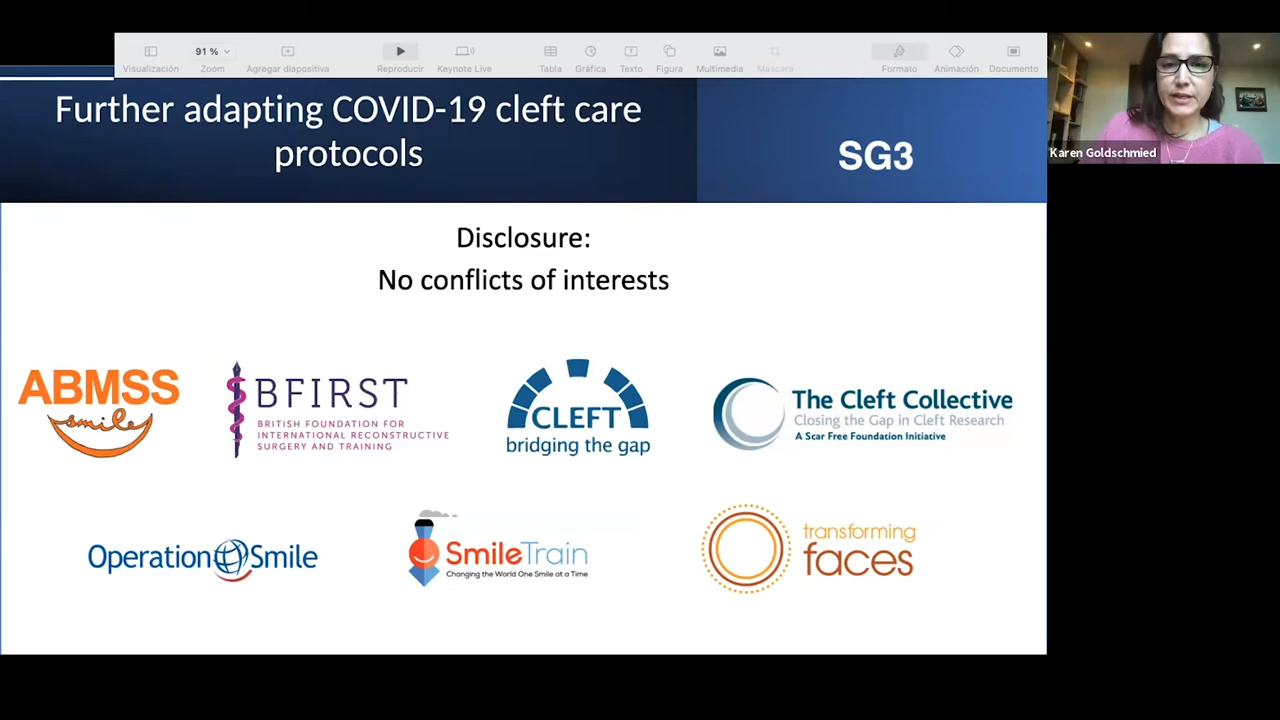 91 %
Visualización
Zoom
Agregar diapositiva
Reproducir
Keynote Live
Tabla
Gráfica
Texto
Figura
Multimedia
Máscara
Formato
Animación
Documento
Further adapting COVID-19 cleft care
protocols
SG3
Karen Goldschmied
Disclosure:
No conflicts of interests
ABMSS
smile
BFIRST
BRITISH FOUNDATION FOR
INTERNATIONAL RECONSTRUCTIVE
SURGERY AND TRAINING
CLEFT
bridging the gap
The Cleft Collective
Closing the Gap in Cleft Research
A Scar Free Foundation Initiative
Operation Smile
SmileTrain
Changing the World One Smile at a Time
transforming
faces